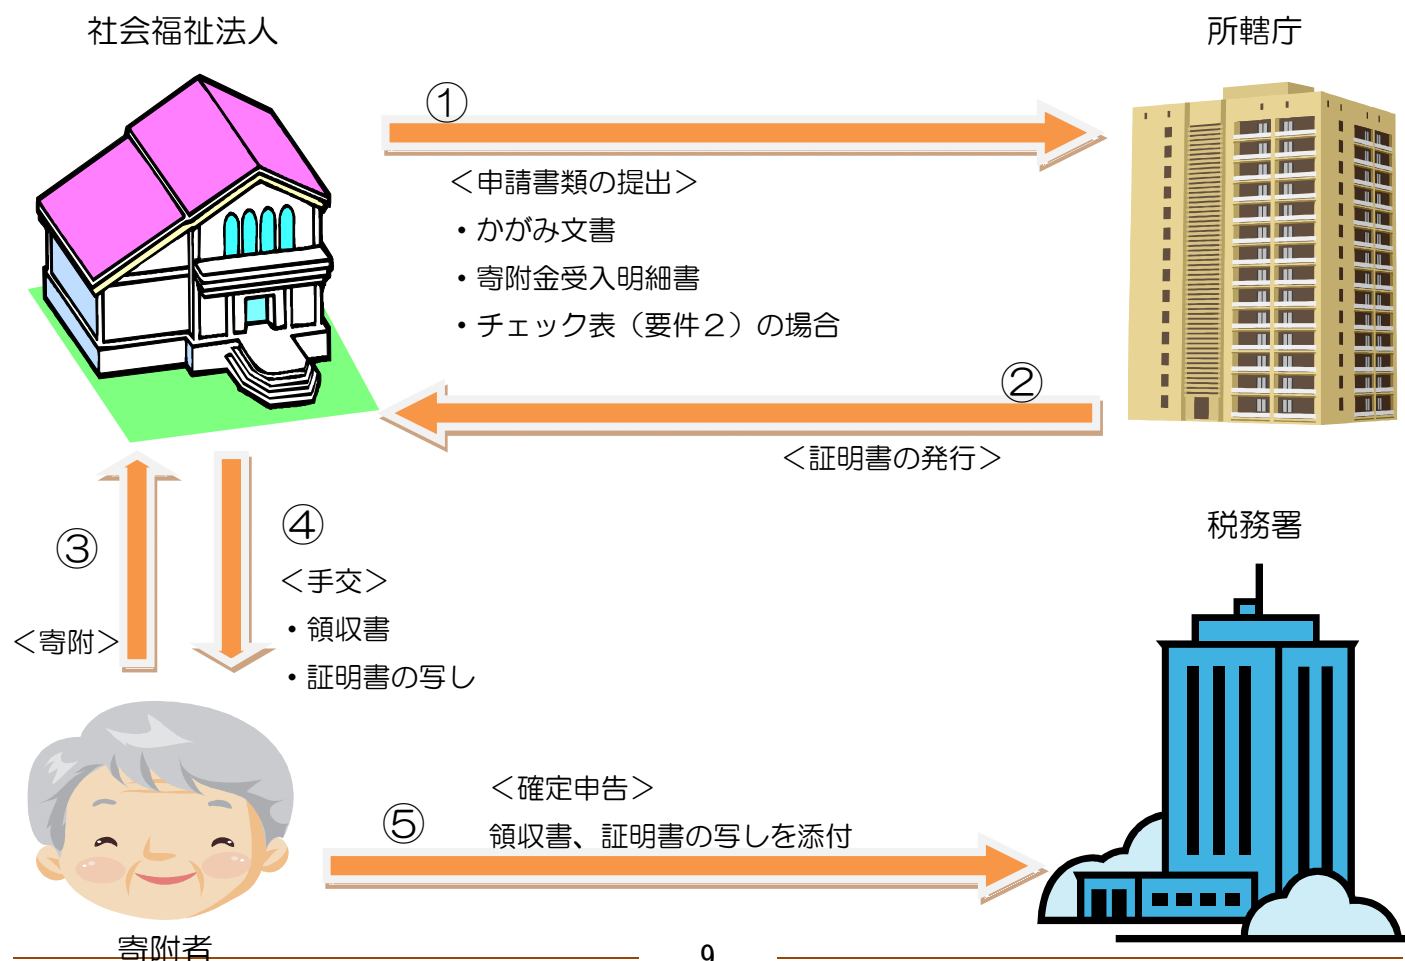 社会福祉法人
所轄庁
①
＜申請書類の提出＞
・かがみ文書
・寄附金受入明細書
・チェック表（要件２）の場合
②
＜証明書の発行＞
③
＜寄附＞
④
＜手交＞
・領収書
・証明書の写し
税務署
⑤
＜確定申告＞
領収書、証明書の写しを添付
寄附者
9